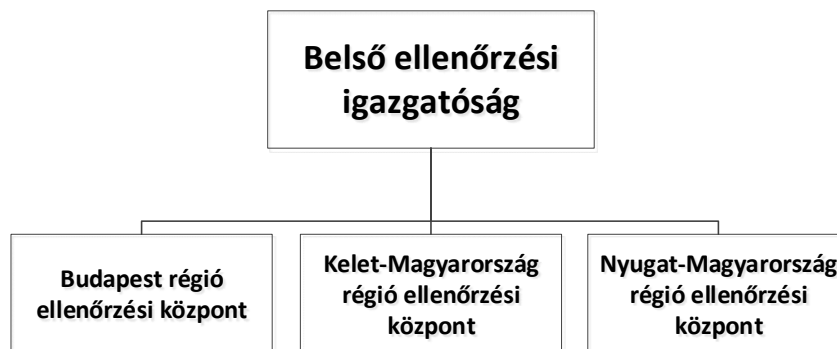 Belső ellenőrzési
igazgatóság
Budapest régió
ellenőrzési központ
Kelet-Magyarország
régió ellenőrzési
központ
Nyugat-Magyarország
régió ellenőrzési
központ